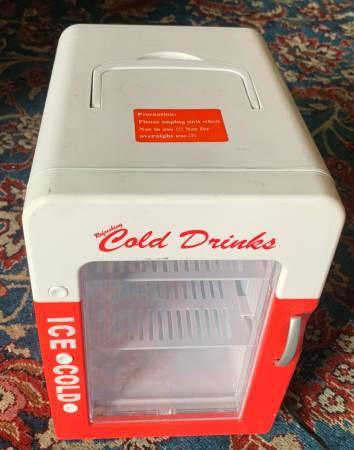 Precaution:
Please unplug unit when
Not in use !!! Not for
overnight use !!!
Refreshing
Cold Drinks
ICE COLD